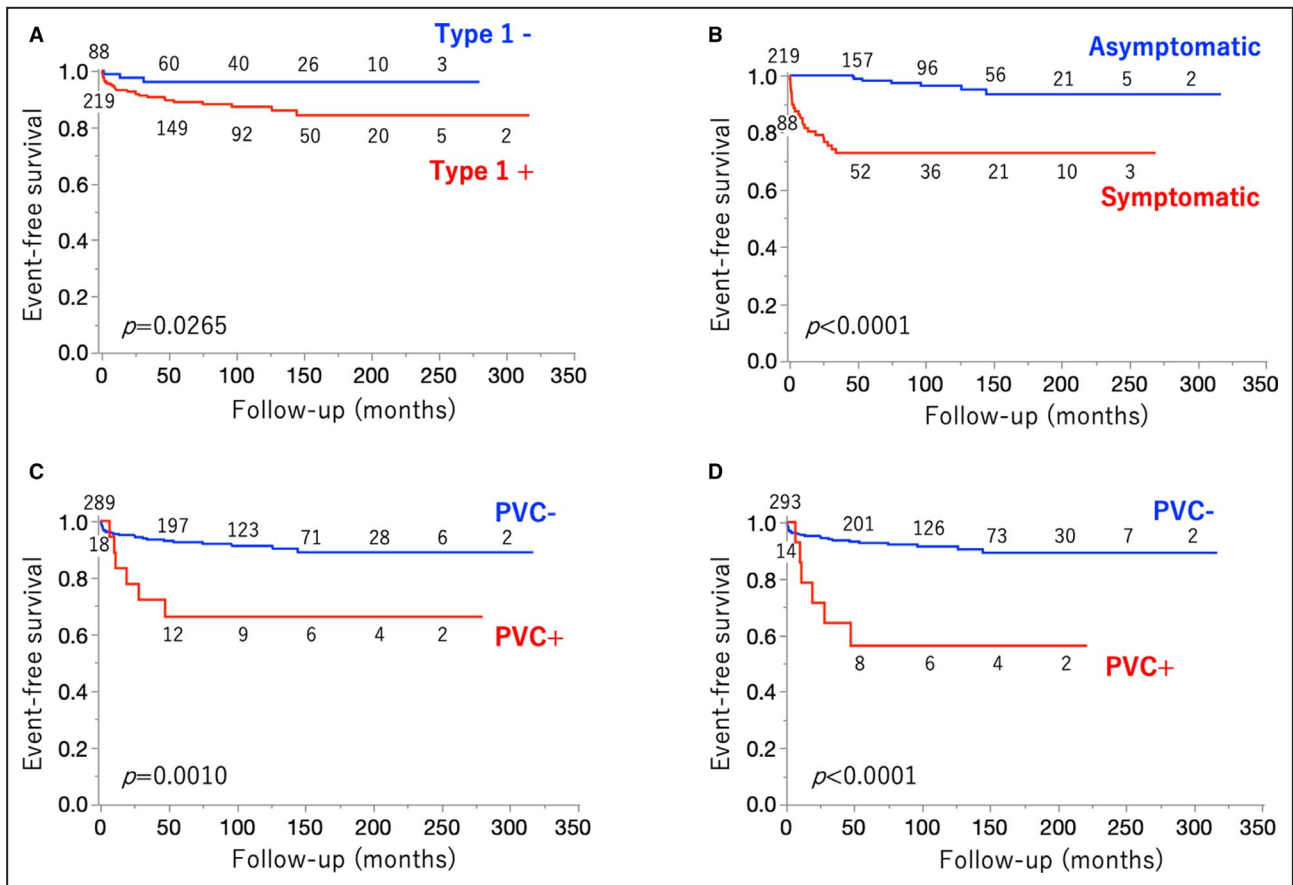 A
Type 1 -
88
60 40 26 10 3
1.0
219
0.8
149 92 50 20 5 2
Type 1 +
0.6
0.4
0.2
p=0.0265
0.0
0 50 100 150 200 250 300 350
Event-free survival
Follow-up (months)
B
Asymptomatic
219 157 96 56 21 5 2
1.0
88
0.8
52 36 21 10 3
Symptomatic
0.6
0.4
0.2
p<0.0001
0.0
0 50 100 150 200 250 300 350
Event-free survival
Follow-up (months)
C
PVC-
289
197 123 71 28 6 2
1.0
18
0.8
0.6
12 9 6 4 2
PVC+
0.4
0.2
p=0.0010
0.0
0 50 100 150 200 250 300 350
Event-free survival
Follow-up (months)
D
PVC-
293
201 126 73 30 7 2
1.0
14
0.8
0.6
8 6 4 2
PVC+
0.4
0.2
p<0.0001
0.0
0 50 100 150 200 250 300 350
Event-free survival
Follow-up (months)